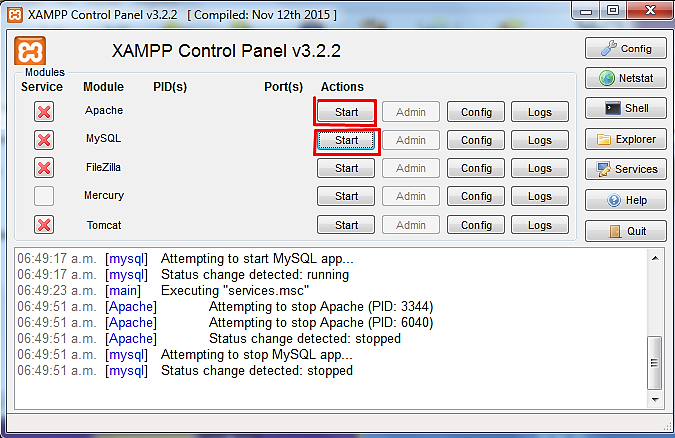 XAMPP Control Panel v3.2.2 [ Compiled: Nov 12th 2015 ]
XAMPP Control Panel v3.2.2
Config
Modules
Service Module PID(s) Port(s) Actions
Netstat
Apache Start Admin Config Logs
Shell
MySQL Start Admin Config Logs
Explorer
FileZilla Start Admin Config Logs
Services
Mercury Start Admin Config Logs
Help
Tomcat Start Admin Config Logs
Quit
06:49:17 a.m. [mysql] Attempting to start MySQL app...
06:49:17 a.m. [mysql] Status change detected: running
06:49:23 a.m. [main] Executing "services.msc"
06:49:51 a.m. [Apache] Attempting to stop Apache (PID: 3344)
06:49:51 a.m. [Apache] Attempting to stop Apache (PID: 6040)
06:49:51 a.m. [Apache] Status change detected: stopped
06:49:51 a.m. [mysql] Attempting to stop MySQL app...
06:49:51 a.m. [mysql] Status change detected: stopped